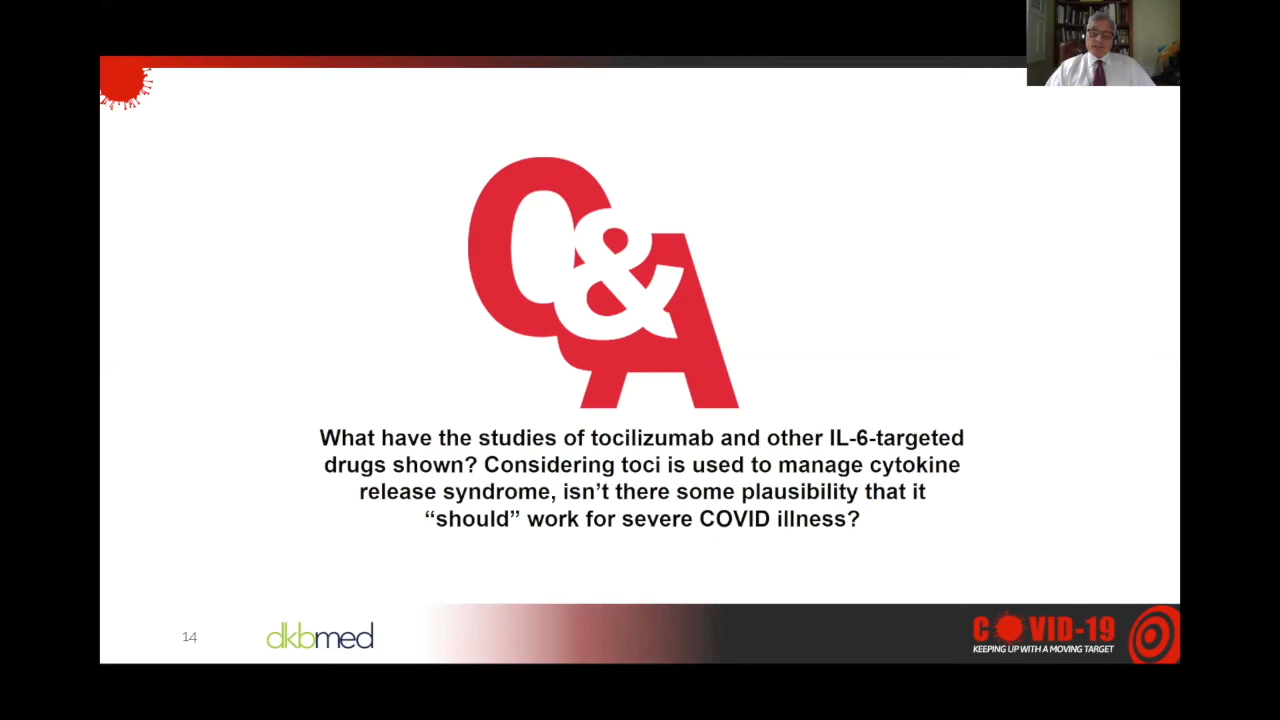 Q&A
What have the studies of tocilizumab and other IL-6-targeted
drugs shown? Considering toci is used to manage cytokine
release syndrome, isn't there some plausibility that it
“should” work for severe COVID illness?
14
dkbmed
COVID-19
KEEPING UP WITH A MOVING TARGET